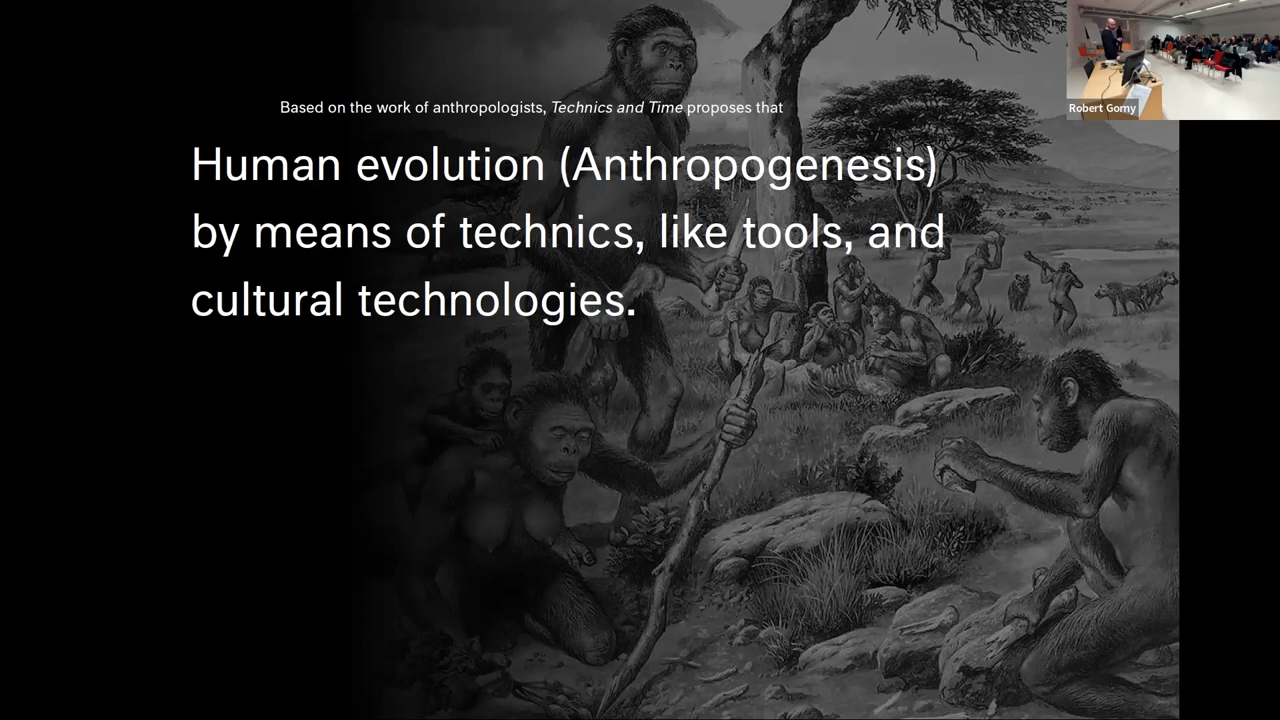 Based on the work of anthropologists, Technics and Time proposes that
Human evolution (Anthropogenesis)
by means of technics, like tools, and
cultural technologies.
Robert Gorny